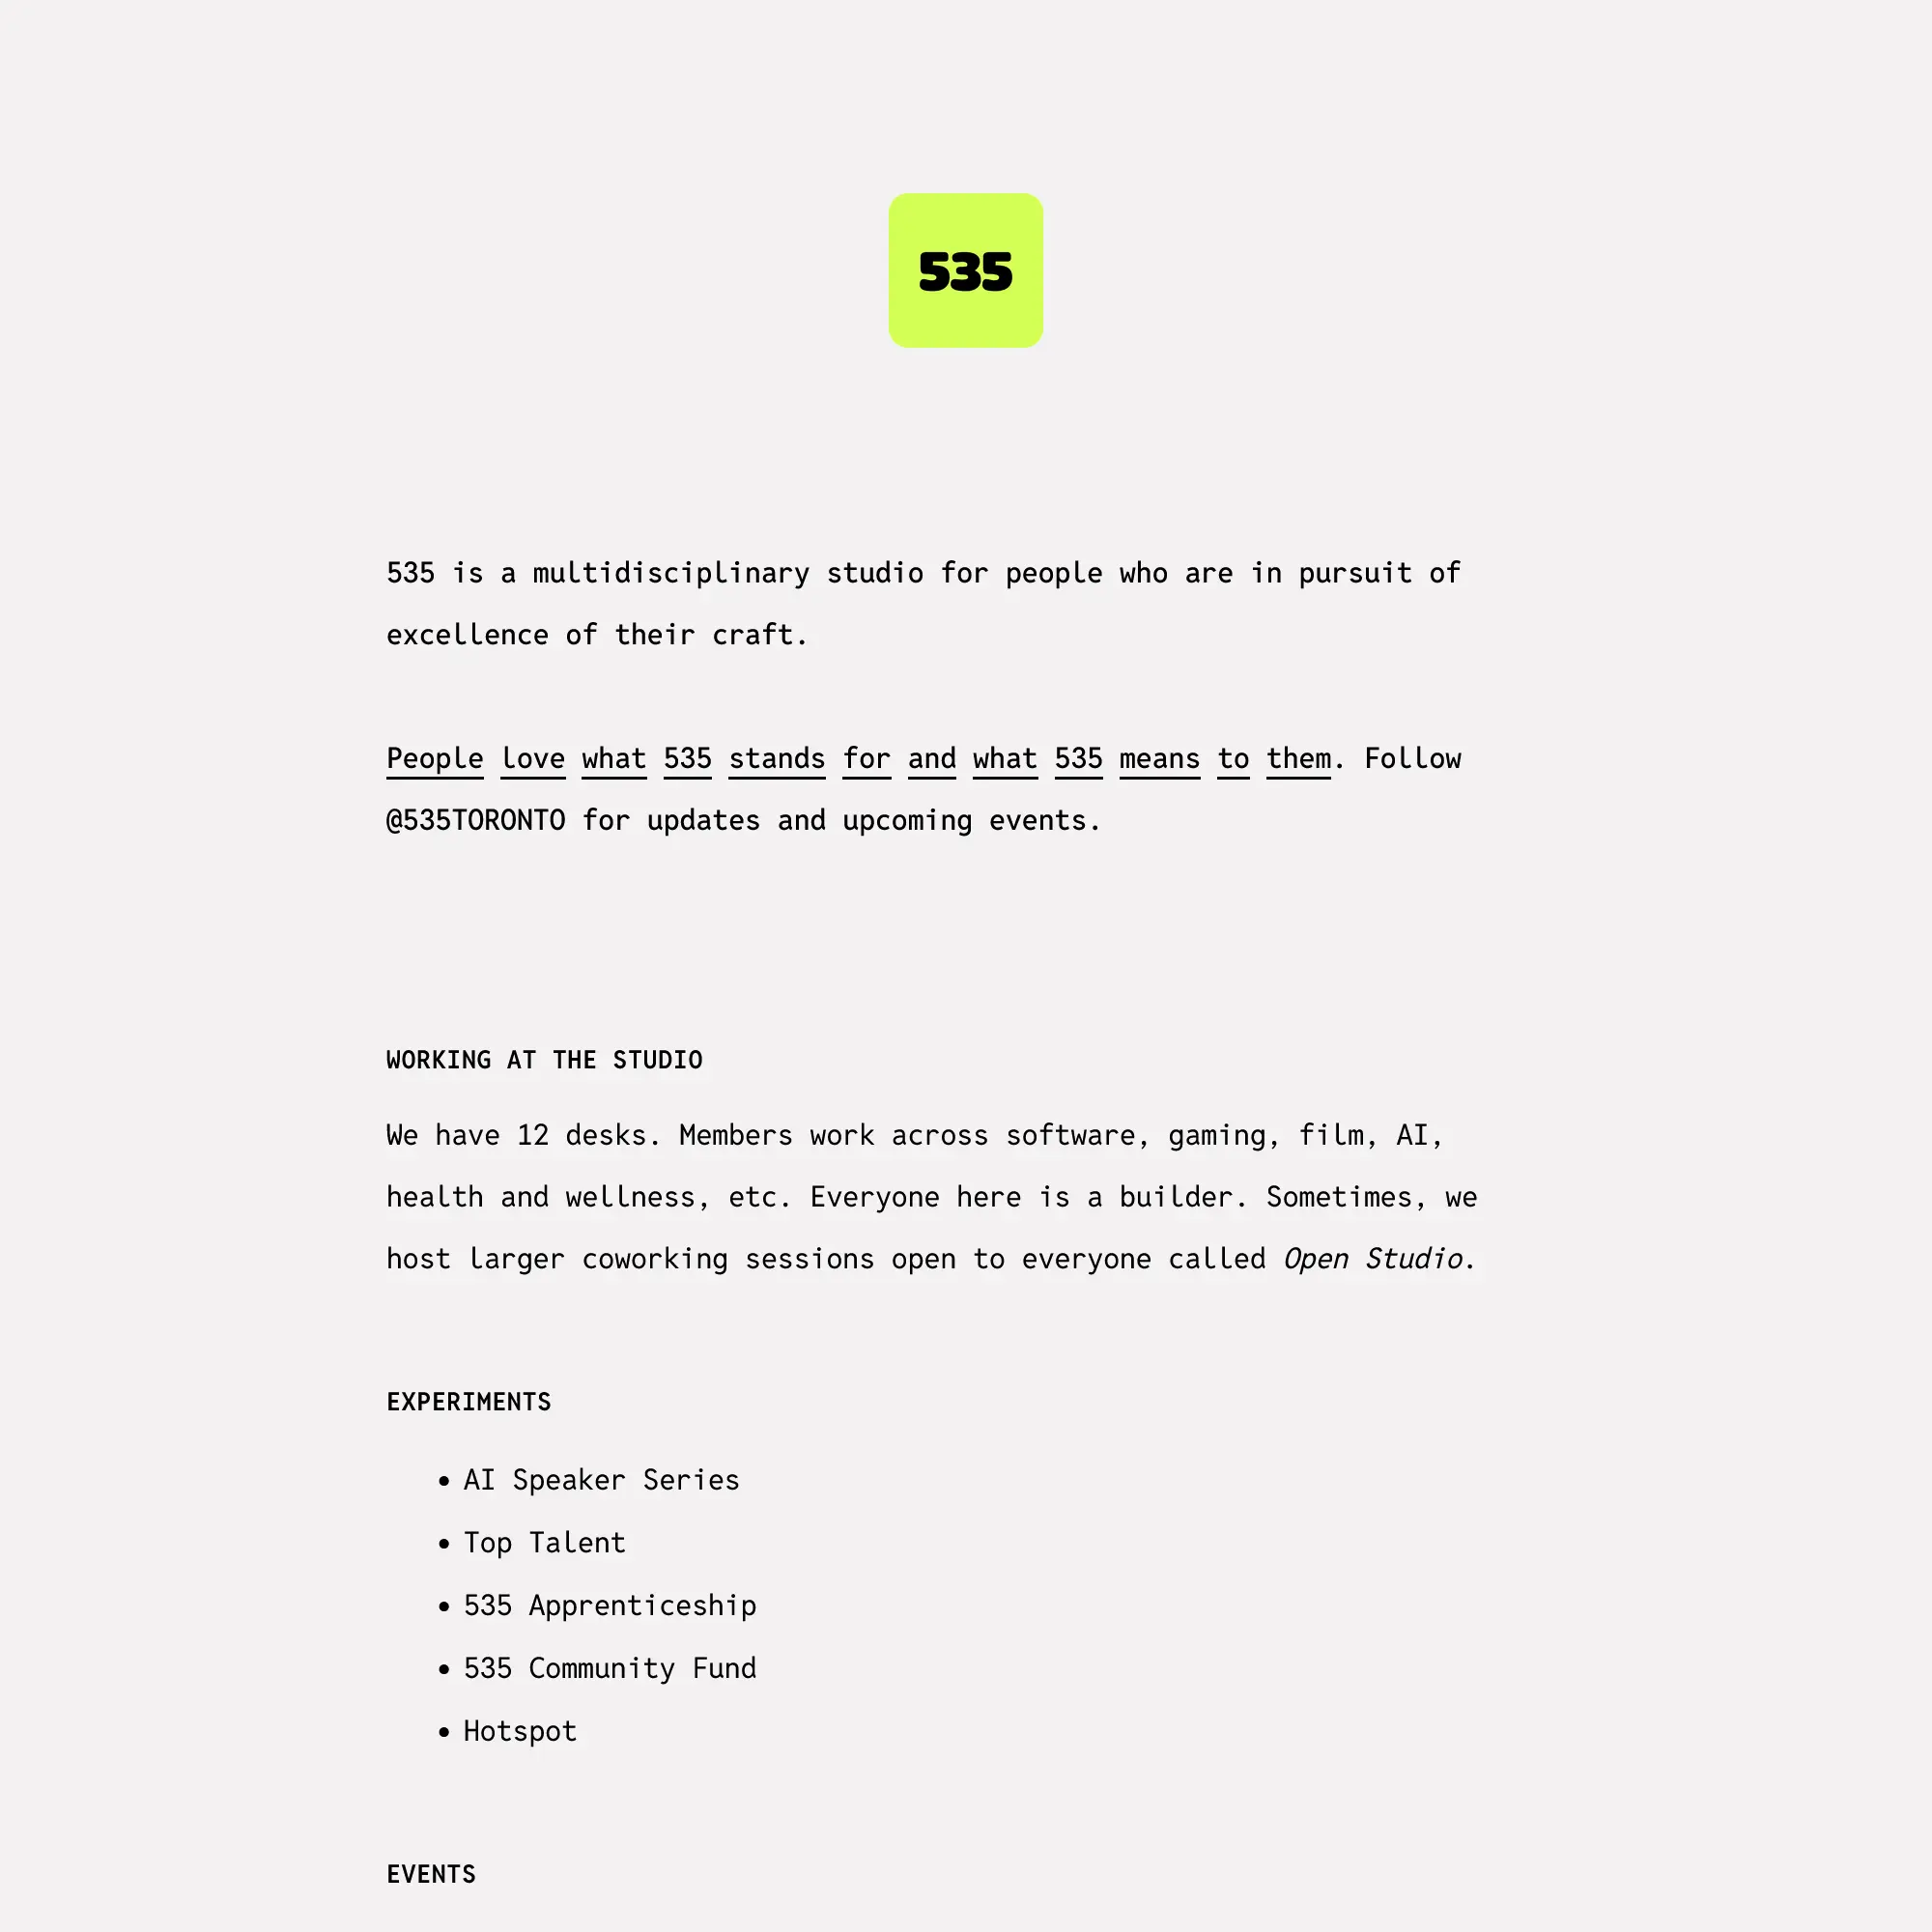 535
535 is a multidisciplinary studio for people who are in pursuit of
excellence of their craft.
People love what 535 stands for and what 535 means to them. Follow
@535TORONTO for updates and upcoming events.
WORKING AT THE STUDIO
We have 12 desks. Members work across software, gaming, film, AI,
health and wellness, etc. Everyone here is a builder. Sometimes, we
host larger coworking sessions open to everyone called Open Studio.
EXPERIMENTS
• AI Speaker Series
• Top Talent
• 535 Apprenticeship
• 535 Community Fund
• Hotspot
EVENTS